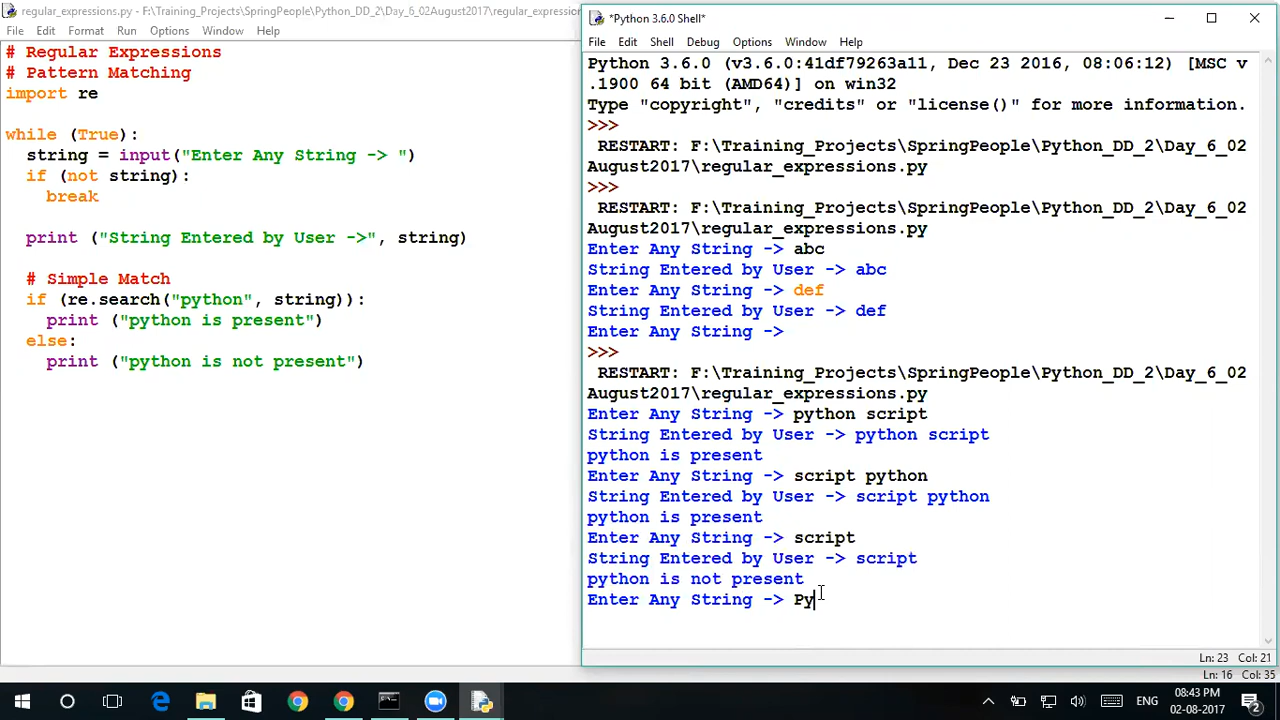 regular_expressions.py - F:\Training_Projects\SpringPeople\Python_DD_2\Day_6_02August2017\regular_expression
File Edit Format Run Options Window Help
# Regular Expressions
# Pattern Matching
import re
while (True):
string = input("Enter Any String -> ")
if (not string):
break
print ("String Entered by User ->", string)
# Simple Match
if (re.search("python", string)):
print ("python is present")
else:
print ("python is not present")
*Python 3.6.0 Shell*
File Edit Shell Debug Options Window Help
Python 3.6.0 (v3.6.0:41df79263a11, Dec 23 2016, 08:06:12) [MSC v
.1900 64 bit (AMD64)] on win32
Type "copyright", "credits" or "license()" for more information.
>>>
RESTART: F:\Training_Projects\SpringPeople\Python_DD_2\Day_6_02
August2017\regular_expressions.py
>>>
RESTART: F:\Training_Projects\SpringPeople\Python_DD_2\Day_6_02
August2017\regular_expressions.py
Enter Any String -> abc
String Entered by User -> abc
Enter Any String -> def
String Entered by User -> def
Enter Any String ->
>>>
RESTART: F:\Training_Projects\SpringPeople\Python_DD_2\Day_6_02
August2017\regular_expressions.py
Enter Any String -> python script
String Entered by User -> python script
python is present
Enter Any String -> script python
String Entered by User -> script python
python is present
Enter Any String -> script
String Entered by User -> script
python is not present
Enter Any String -> Py
Ln: 23 Col: 21
Ln: 16 Col: 35
ENG
08:43 PM
02-08-2017
2